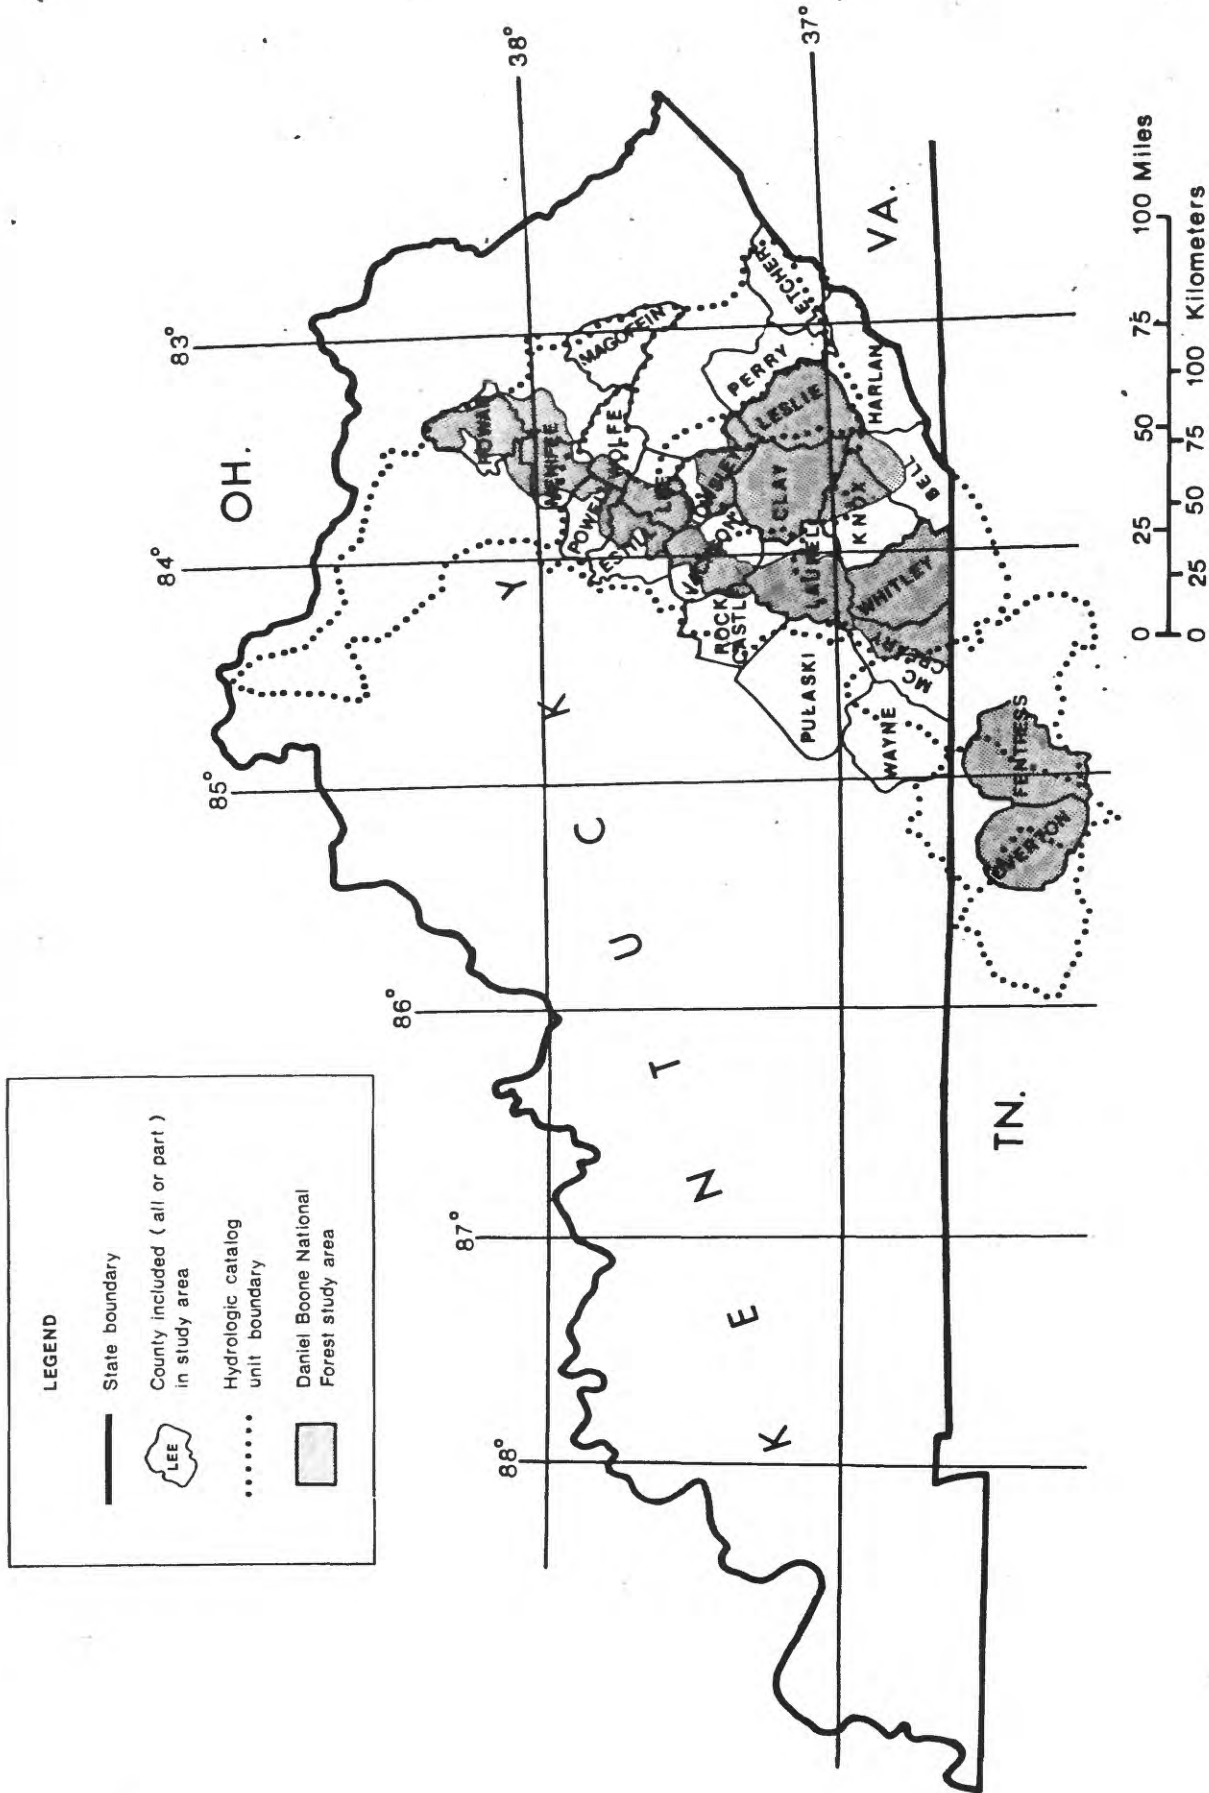 LEGEND
State boundary
LEE
County included ( all or part )
in study area
Hydrologic catalog
unit boundary
Daniel Boone National
Forest study area
OH.
VA.
TN.
K E N T U C K Y
88°
87°
86°
85°
84°
83°
38°
37°
ROWAN
MENIFEE
MAGOFFIN
POWELL
WOLFE
ESTILL
LEE
OWSLEY
PERRY
LETCHER
ROCK
CASTLE
CLAY
LESLIE
LAUREL
KNOX
HARLAN
BELL
PULASKI
WHITLEY
MC
CREARY
WAYNE
FENTRESS
OVERTON
0 25 50 75 100 Miles
0 25 50 75 100 Kilometers